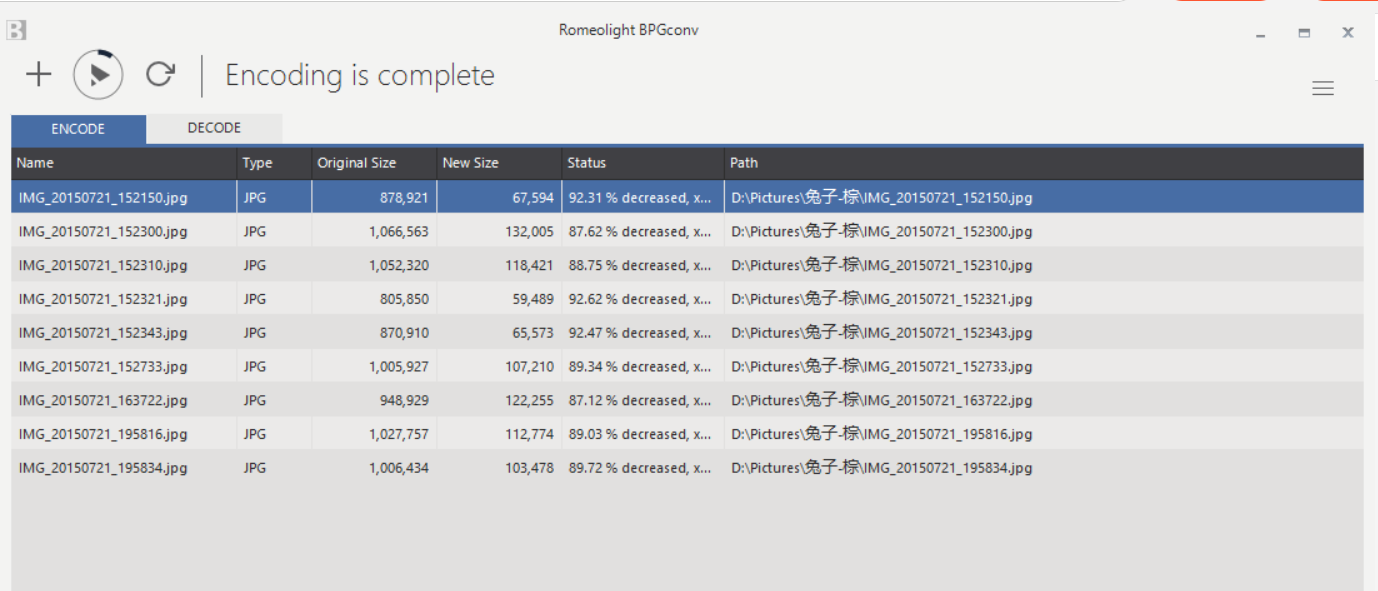 B
Romeolight BPGconv
Encoding is complete
ENCODE DECODE
Name Type Original Size New Size Status Path
IMG_20150721_152150.jpg JPG 878,921 67,594 92.31 % decreased, x... D:\Pictures\兔子-棕\IMG_20150721_152150.jpg
IMG_20150721_152300.jpg JPG 1,066,563 132,005 87.62 % decreased, x... D:\Pictures\兔子-棕\IMG_20150721_152300.jpg
IMG_20150721_152310.jpg JPG 1,052,320 118,421 88.75 % decreased, x... D:\Pictures\兔子-棕\IMG_20150721_152310.jpg
IMG_20150721_152321.jpg JPG 805,850 59,489 92.62 % decreased, x... D:\Pictures\兔子-棕\IMG_20150721_152321.jpg
IMG_20150721_152343.jpg JPG 870,910 65,573 92.47 % decreased, x... D:\Pictures\兔子-棕\IMG_20150721_152343.jpg
IMG_20150721_152733.jpg JPG 1,005,927 107,210 89.34 % decreased, x... D:\Pictures\兔子-棕\IMG_20150721_152733.jpg
IMG_20150721_163722.jpg JPG 948,929 122,255 87.12 % decreased, x... D:\Pictures\兔子-棕\IMG_20150721_163722.jpg
IMG_20150721_195816.jpg JPG 1,027,757 112,774 89.03 % decreased, x... D:\Pictures\兔子-棕\IMG_20150721_195816.jpg
IMG_20150721_195834.jpg JPG 1,006,434 103,478 89.72 % decreased, x... D:\Pictures\兔子-棕\IMG_20150721_195834.jpg